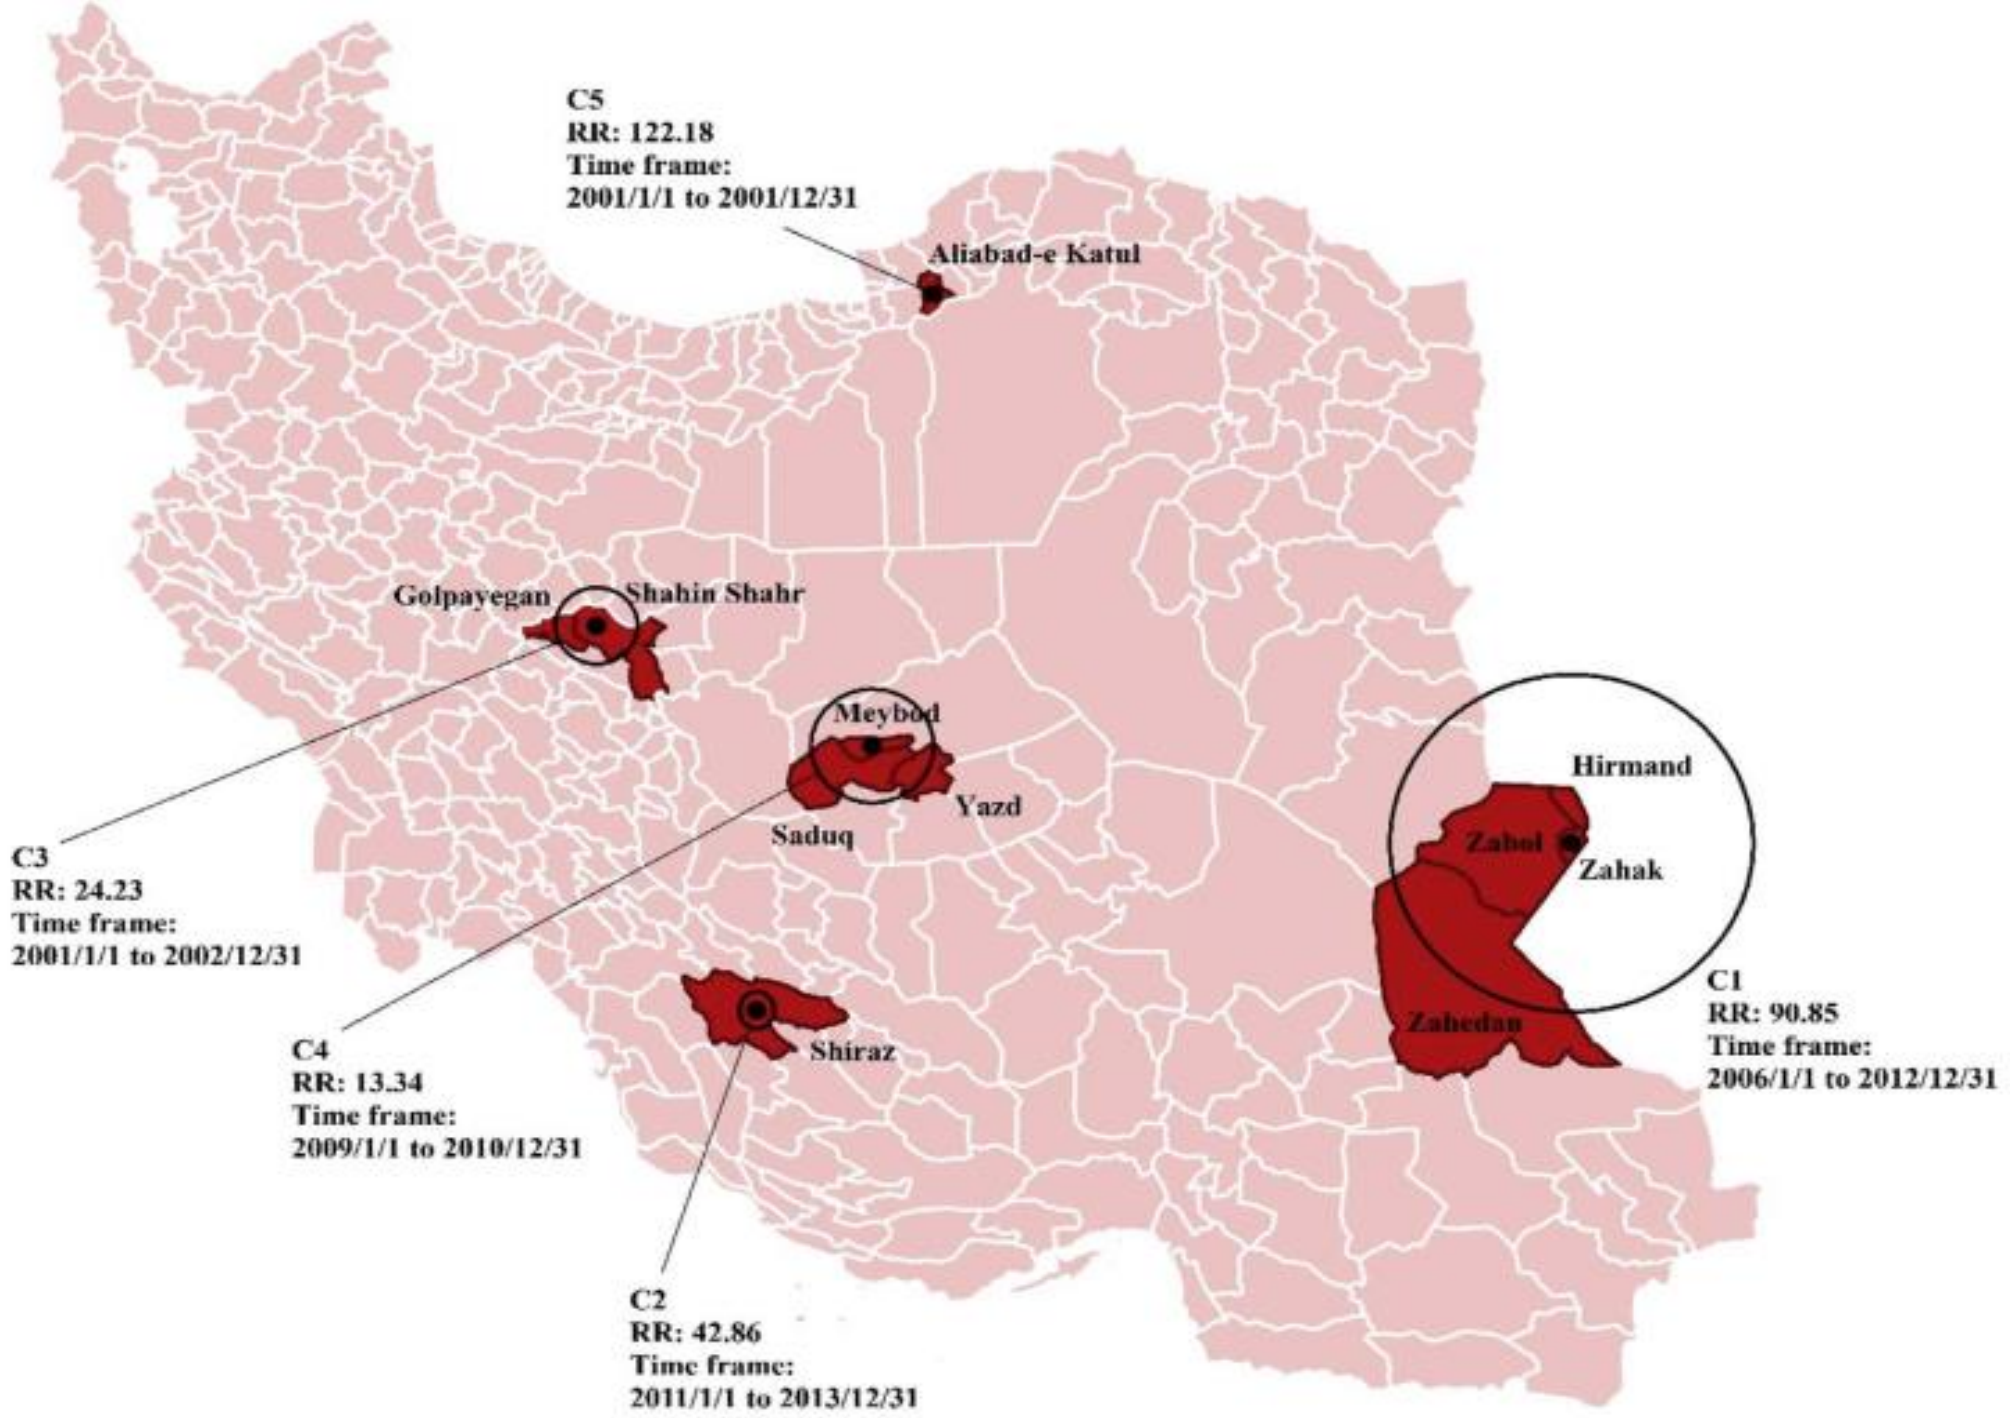 C5
RR: 122.18
Time frame:
2001/1/1 to 2001/12/31
Aliabad-e Katul
Golpayegan
Shahin Shahr
Meybod
Yazd
Saduq
Hirmand
Zabol
Zahak
Zahedan
C3
RR: 24.23
Time frame:
2001/1/1 to 2002/12/31
C1
RR: 90.85
Time frame:
2006/1/1 to 2012/12/31
C4
RR: 13.34
Time frame:
2009/1/1 to 2010/12/31
Shiraz
C2
RR: 42.86
Time frame:
2011/1/1 to 2013/12/31